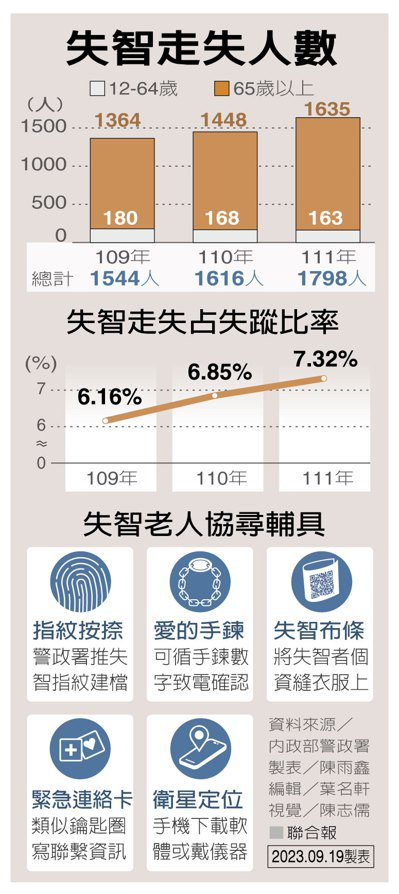 失智走失人數
12-64歲 65歲以上
(人)
1500
1000
500
0
1364 1448 1635
180 168 163
109年 110年 111年
總計 1544人 1616人 1798人
失智走失占失蹤比率
(%)
7
6
≈
0
6.16% 6.85% 7.32%
109年 110年 111年
失智老人協尋輔具
指紋按捺
警政署推失
智指紋建檔
愛的手鍊
可循手鍊數
字致電確認
失智布條
將失智者個
資縫衣服上
緊急連絡卡
類似鑰匙圈
寫聯繫資訊
衛星定位
手機下載軟
體或戴儀器
資料來源／
內政部警政署
製表／陳雨鑫
編輯／葉名軒
視覺／陳志儒
聯合報
2023.09.19製表